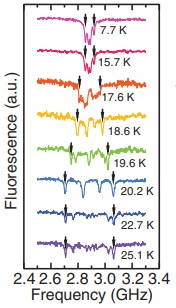 Fluorescence (a.u.)
7.7 K
15.7 K
17.6 K
18.6 K
19.6 K
20.2 K
22.7 K
25.1 K
2.4 2.6 2.8 3.0 3.2 3.4
Frequency (GHz)